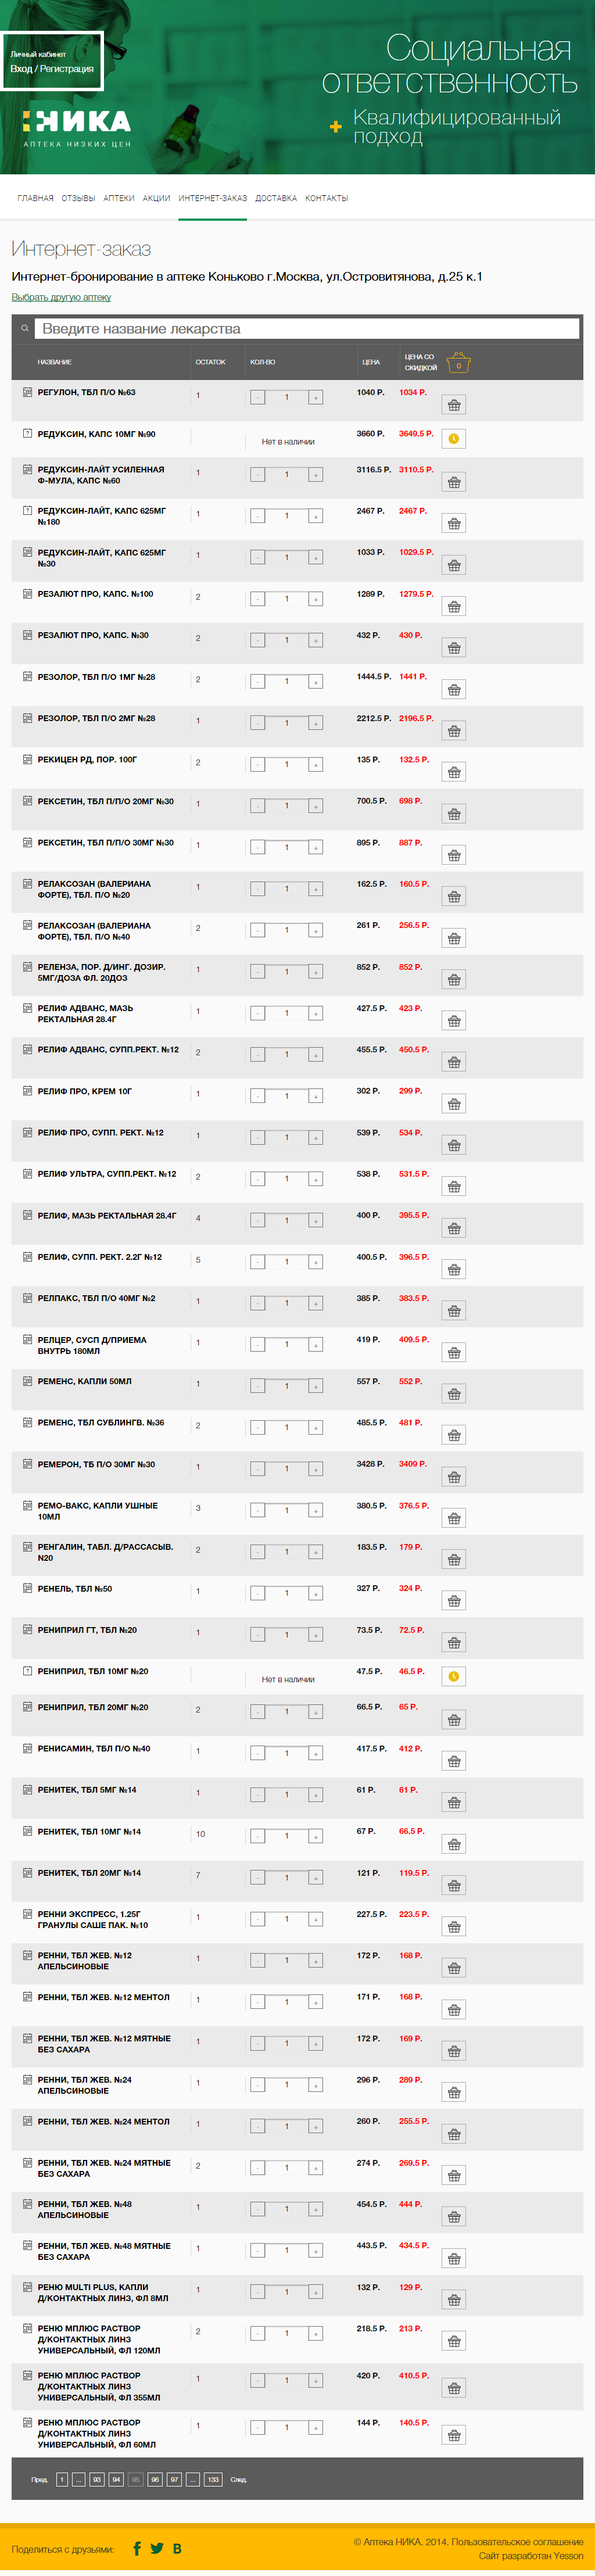 Личный кабинет
Вход / Регистрация
НИКА
АПТЕКА НИЗКИХ ЦЕН
Социальная
ответственность
Квалифицированный
подход
ГЛАВНАЯ ОТЗЫВЫ АПТЕКИ АКЦИИ ИНТЕРНЕТ-ЗАКАЗ ДОСТАВКА КОНТАКТЫ
Интернет-заказ
Интернет-бронирование в аптеке Коньково г.Москва, ул.Островитянова, д.25 к.1
Выбрать другую аптеку
Введите название лекарства
НАЗВАНИЕ ОСТАТОК КОЛ-ВО ЦЕНА ЦЕНА СО СКИДКОЙ 0
РЕГУЛОН, ТБЛ П/О №63 1 - 1 + 1040 Р. 1034 Р.
РЕДУКСИН, КАПС 10МГ №90 Нет в наличии 3660 Р. 3649.5 Р.
РЕДУКСИН-ЛАЙТ УСИЛЕННАЯ Ф-МУЛА, КАПС №60 1 - 1 + 3116.5 Р. 3110.5 Р.
РЕДУКСИН-ЛАЙТ, КАПС 625МГ №180 1 - 1 + 2467 Р. 2467 Р.
РЕДУКСИН-ЛАЙТ, КАПС 625МГ №30 1 - 1 + 1033 Р. 1029.5 Р.
РЕЗАЛЮТ ПРО, КАПС. №100 2 - 1 + 1289 Р. 1279.5 Р.
РЕЗАЛЮТ ПРО, КАПС. №30 2 - 1 + 432 Р. 430 Р.
РЕЗОЛОР, ТБЛ П/О 1МГ №28 2 - 1 + 1444.5 Р. 1441 Р.
РЕЗОЛОР, ТБЛ П/О 2МГ №28 1 - 1 + 2212.5 Р. 2196.5 Р.
РЕКИЦЕН РД, ПОР. 100Г 2 - 1 + 135 Р. 132.5 Р.
РЕКСЕТИН, ТБЛ П/П/О 20МГ №30 1 - 1 + 700.5 Р. 698 Р.
РЕКСЕТИН, ТБЛ П/П/О 30МГ №30 1 - 1 + 895 Р. 887 Р.
РЕЛАКСОЗАН (ВАЛЕРИАНА ФОРТЕ), ТБЛ. П/О №20 1 - 1 + 162.5 Р. 160.5 Р.
РЕЛАКСОЗАН (ВАЛЕРИАНА ФОРТЕ), ТБЛ. П/О №40 2 - 1 + 261 Р. 256.5 Р.
РЕЛЕНЗА, ПОР. Д/ИНГ. ДОЗИР. 5МГ/ДОЗА ФЛ. 20ДОЗ 1 - 1 + 852 Р. 852 Р.
РЕЛИФ АДВАНС, МАЗЬ РЕКТАЛЬНАЯ 28.4Г 1 - 1 + 427.5 Р. 423 Р.
РЕЛИФ АДВАНС, СУПП.РЕКТ. №12 2 - 1 + 455.5 Р. 450.5 Р.
РЕЛИФ ПРО, КРЕМ 10Г 1 - 1 + 302 Р. 299 Р.
РЕЛИФ ПРО, СУПП. РЕКТ. №12 1 - 1 + 539 Р. 534 Р.
РЕЛИФ УЛЬТРА, СУПП.РЕКТ. №12 2 - 1 + 538 Р. 531.5 Р.
РЕЛИФ, МАЗЬ РЕКТАЛЬНАЯ 28.4Г 4 - 1 + 400 Р. 395.5 Р.
РЕЛИФ, СУПП. РЕКТ. 2.2Г №12 5 - 1 + 400.5 Р. 396.5 Р.
РЕЛПАКС, ТБЛ П/О 40МГ №2 1 - 1 + 385 Р. 383.5 Р.
РЕЛЦЕР, СУСП Д/ПРИЕМА ВНУТРЬ 180МЛ 1 - 1 + 419 Р. 409.5 Р.
РЕМЕНС, КАПЛИ 50МЛ 1 - 1 + 557 Р. 552 Р.
РЕМЕНС, ТБЛ СУБЛИНГВ. №36 2 - 1 + 485.5 Р. 481 Р.
РЕМЕРОН, ТБ П/О 30МГ №30 1 - 1 + 3428 Р. 3409 Р.
РЕМО-ВАКС, КАПЛИ УШНЫЕ 10МЛ 3 - 1 + 380.5 Р. 376.5 Р.
РЕНГАЛИН, ТАБЛ. Д/РАССАСЫВ. N20 2 - 1 + 183.5 Р. 179 Р.
РЕНЕЛЬ, ТБЛ №50 1 - 1 + 327 Р. 324 Р.
РЕНИПРИЛ ГТ, ТБЛ №20 1 - 1 + 73.5 Р. 72.5 Р.
РЕНИПРИЛ, ТБЛ 10МГ №20 Нет в наличии 47.5 Р. 46.5 Р.
РЕНИПРИЛ, ТБЛ 20МГ №20 2 - 1 + 66.5 Р. 65 Р.
РЕНИСАМИН, ТБЛ П/О №40 1 - 1 + 417.5 Р. 412 Р.
РЕНИТЕК, ТБЛ 5МГ №14 1 - 1 + 61 Р. 61 Р.
РЕНИТЕК, ТБЛ 10МГ №14 10 - 1 + 67 Р. 66.5 Р.
РЕНИТЕК, ТБЛ 20МГ №14 7 - 1 + 121 Р. 119.5 Р.
РЕННИ ЭКСПРЕСС, 1.25Г ГРАНУЛЫ САШЕ ПАК. №10 1 - 1 + 227.5 Р. 223.5 Р.
РЕННИ, ТБЛ ЖЕВ. №12 АПЕЛЬСИНОВЫЕ 1 - 1 + 172 Р. 168 Р.
РЕННИ, ТБЛ ЖЕВ. №12 МЕНТОЛ 1 - 1 + 171 Р. 168 Р.
РЕННИ, ТБЛ ЖЕВ. №12 МЯТНЫЕ БЕЗ САХАРА 1 - 1 + 172 Р. 169 Р.
РЕННИ, ТБЛ ЖЕВ. №24 АПЕЛЬСИНОВЫЕ 1 - 1 + 296 Р. 289 Р.
РЕННИ, ТБЛ ЖЕВ. №24 МЕНТОЛ 1 - 1 + 260 Р. 255.5 Р.
РЕННИ, ТБЛ ЖЕВ. №24 МЯТНЫЕ БЕЗ САХАРА 2 - 1 + 274 Р. 269.5 Р.
РЕННИ, ТБЛ ЖЕВ. №48 АПЕЛЬСИНОВЫЕ 1 - 1 + 454.5 Р. 444 Р.
РЕННИ, ТБЛ ЖЕВ. №48 МЯТНЫЕ БЕЗ САХАРА 1 - 1 + 443.5 Р. 434.5 Р.
РЕНЮ MULTI PLUS, КАПЛИ Д/КОНТАКТНЫХ ЛИНЗ, ФЛ 8МЛ 1 - 1 + 132 Р. 129 Р.
РЕНЮ МПЛЮС РАСТВОР Д/КОНТАКТНЫХ ЛИНЗ УНИВЕРСАЛЬНЫЙ, ФЛ 120МЛ 2 - 1 + 218.5 Р. 213 Р.
РЕНЮ МПЛЮС РАСТВОР Д/КОНТАКТНЫХ ЛИНЗ УНИВЕРСАЛЬНЫЙ, ФЛ 355МЛ 1 - 1 + 420 Р. 410.5 Р.
РЕНЮ МПЛЮС РАСТВОР Д/КОНТАКТНЫХ ЛИНЗ УНИВЕРСАЛЬНЫЙ, ФЛ 60МЛ 1 - 1 + 144 Р. 140.5 Р.
Пред. 1 ... 93 94 95 96 97 ... 133 След.
Поделиться с друзьями:
© Аптека НИКА. 2014. Пользовательское соглашение
Сайт разработан Yesson